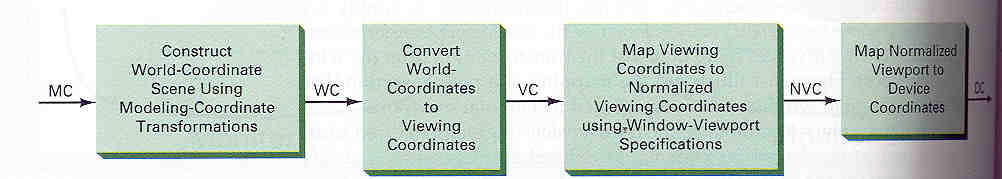 MC
Construct
World-Coordinate
Scene Using
Modeling-Coordinate
Transformations
WC
Convert
World-
Coordinates
to
Viewing
Coordinates
VC
Map Viewing
Coordinates to
Normalized
Viewing Coordinates
using Window-Viewport
Specifications
NVC
Map Normalized
Viewport to
Device
Coordinates
DC